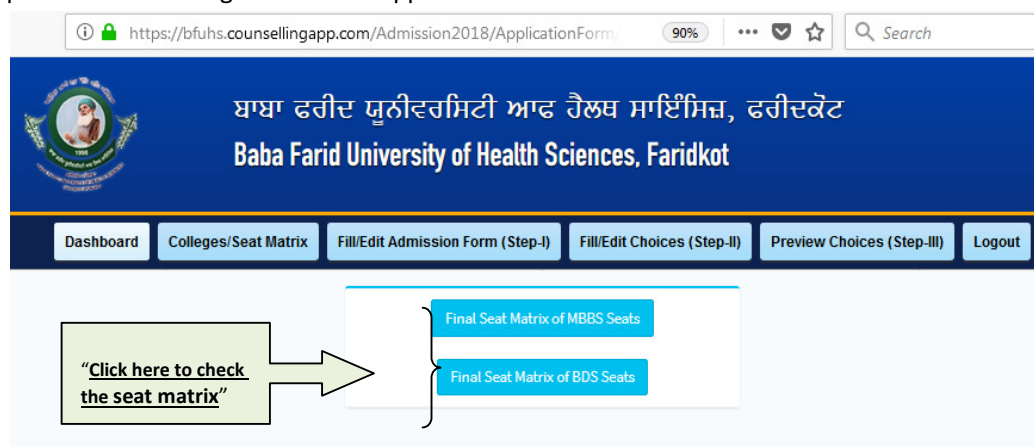 https://bfuhs.counsellingapp.com/Admission2018/ApplicationForm/ 90% Search
ਬਾਬਾ ਫਰੀਦ ਯੂਨੀਵਰਸਿਟੀ ਆਫ ਹੈਲਥ ਸਾਇੰਸਿਜ਼, ਫਰੀਦਕੋਟ
Baba Farid University of Health Sciences, Faridkot
Dashboard Colleges/Seat Matrix Fill/Edit Admission Form (Step-I) Fill/Edit Choices (Step-II) Preview Choices (Step-III) Logout
Final Seat Matrix of MBBS Seats
Final Seat Matrix of BDS Seats
“Click here to check
the seat matrix”